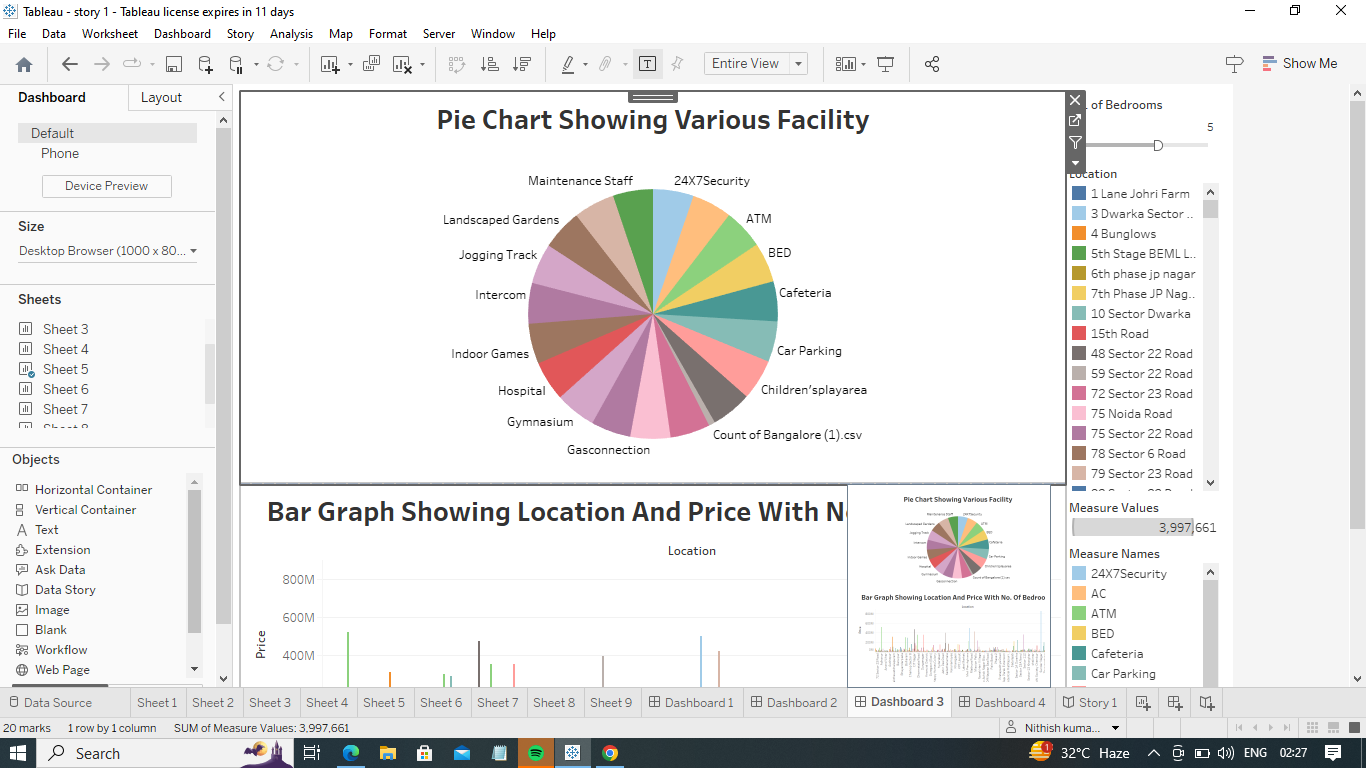 Tableau - story 1 - Tableau license expires in 11 days
File Data Worksheet Dashboard Story Analysis Map Format Server Window Help
Entire View
Show Me
Dashboard Layout
Default
Phone
Device Preview
Size
Desktop Browser (1000 x 80...
Sheets
Sheet 3
Sheet 4
Sheet 5
Sheet 6
Sheet 7
Objects
Horizontal Container
Vertical Container
Text
Extension
Ask Data
Data Story
Image
Blank
Workflow
Web Page
Pie Chart Showing Various Facility
Maintenance Staff
24X7Security
Landscaped Gardens
ATM
Jogging Track
BED
Intercom
Cafeteria
Indoor Games
Car Parking
Hospital
Children'splayarea
Gymnasium
Count of Bangalore (1).csv
Gasconnection
Bar Graph Showing Location And Price With
Location
800M
600M
400M
Price
Pie Chart Showing Various Facility
Bar Graph Showing Location And Price With No. Of Bedroo
of Bedrooms
5
Location
1 Lane Johri Farm
3 Dwarka Sector ..
4 Bunglows
5th Stage BEML L..
6th phase jp nagar
7th Phase JP Nag..
10 Sector Dwarka
15th Road
48 Sector 22 Road
59 Sector 22 Road
72 Sector 23 Road
75 Noida Road
75 Sector 22 Road
78 Sector 6 Road
79 Sector 23 Road
Measure Values
3,997,661
Measure Names
24X7Security
AC
ATM
BED
Cafeteria
Car Parking
Data Source Sheet 1 Sheet 2 Sheet 3 Sheet 4 Sheet 5 Sheet 6 Sheet 7 Sheet 8 Sheet 9 Dashboard 1 Dashboard 2 Dashboard 3 Dashboard 4 Story 1
20 marks 1 row by 1 column SUM of Measure Values: 3,997,661 Nithish kuma...
Search 1 32°C Haze ENG 02:27